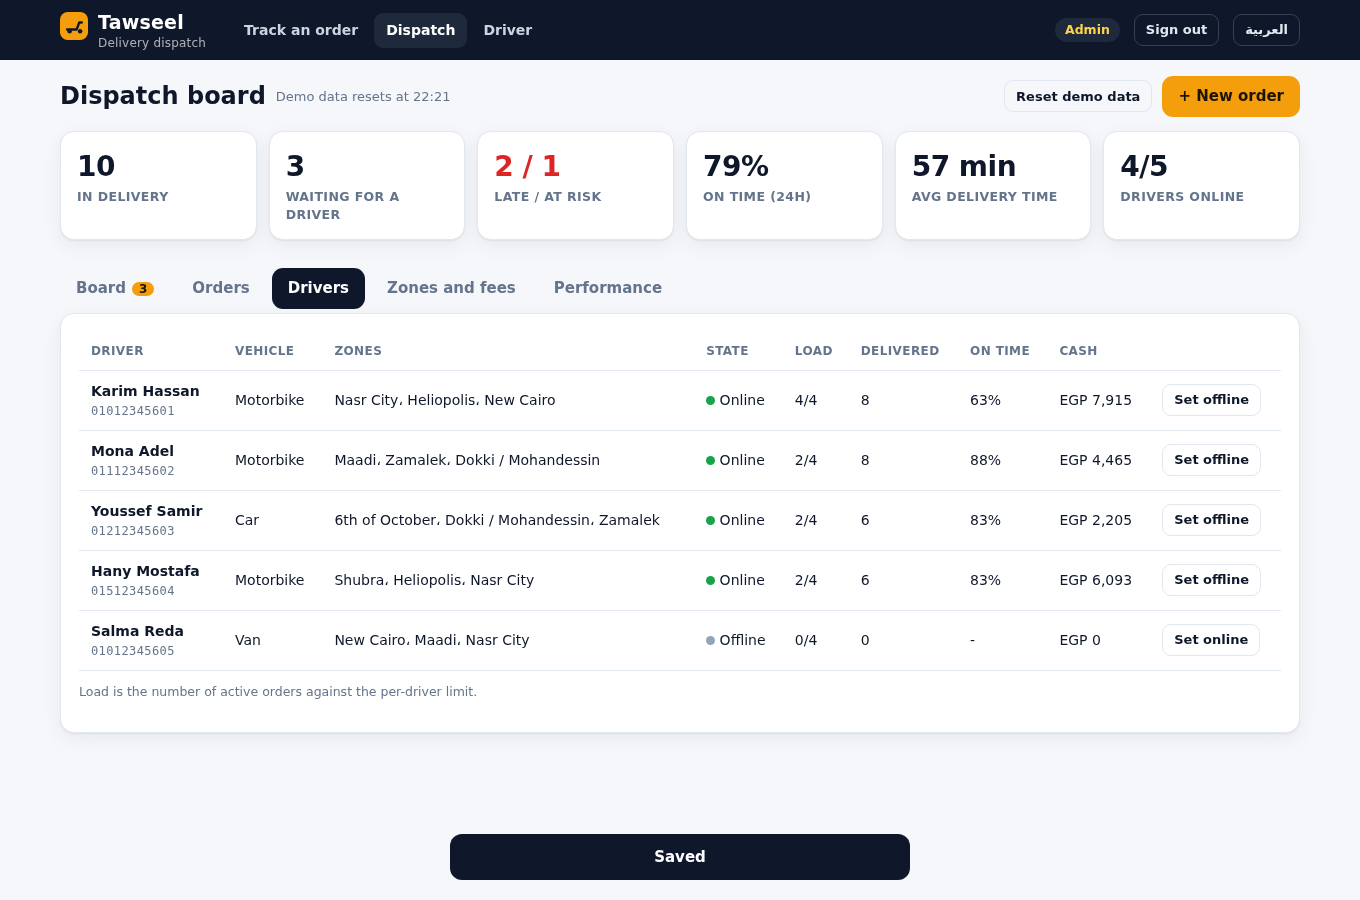 Tawseel
Delivery dispatch
Track an order
Dispatch
Driver
Admin
Sign out
العربية
Dispatch board
Demo data resets at 22:21
Reset demo data
+ New order
10
IN DELIVERY
3
WAITING FOR A
DRIVER
2 / 1
LATE / AT RISK
79%
ON TIME (24H)
57 min
AVG DELIVERY TIME
4/5
DRIVERS ONLINE
Board 3
Orders
Drivers
Zones and fees
Performance
DRIVER VEHICLE ZONES STATE LOAD DELIVERED ON TIME CASH
Karim Hassan
01012345601
Motorbike Nasr City، Heliopolis، New Cairo Online 4/4 8 63% EGP 7,915 Set offline
Mona Adel
01112345602
Motorbike Maadi، Zamalek، Dokki / Mohandessin Online 2/4 8 88% EGP 4,465 Set offline
Youssef Samir
01212345603
Car 6th of October، Dokki / Mohandessin، Zamalek Online 2/4 6 83% EGP 2,205 Set offline
Hany Mostafa
01512345604
Motorbike Shubra، Heliopolis، Nasr City Online 2/4 6 83% EGP 6,093 Set offline
Salma Reda
01012345605
Van New Cairo، Maadi، Nasr City Offline 0/4 0 - EGP 0 Set online
Load is the number of active orders against the per-driver limit.
Saved